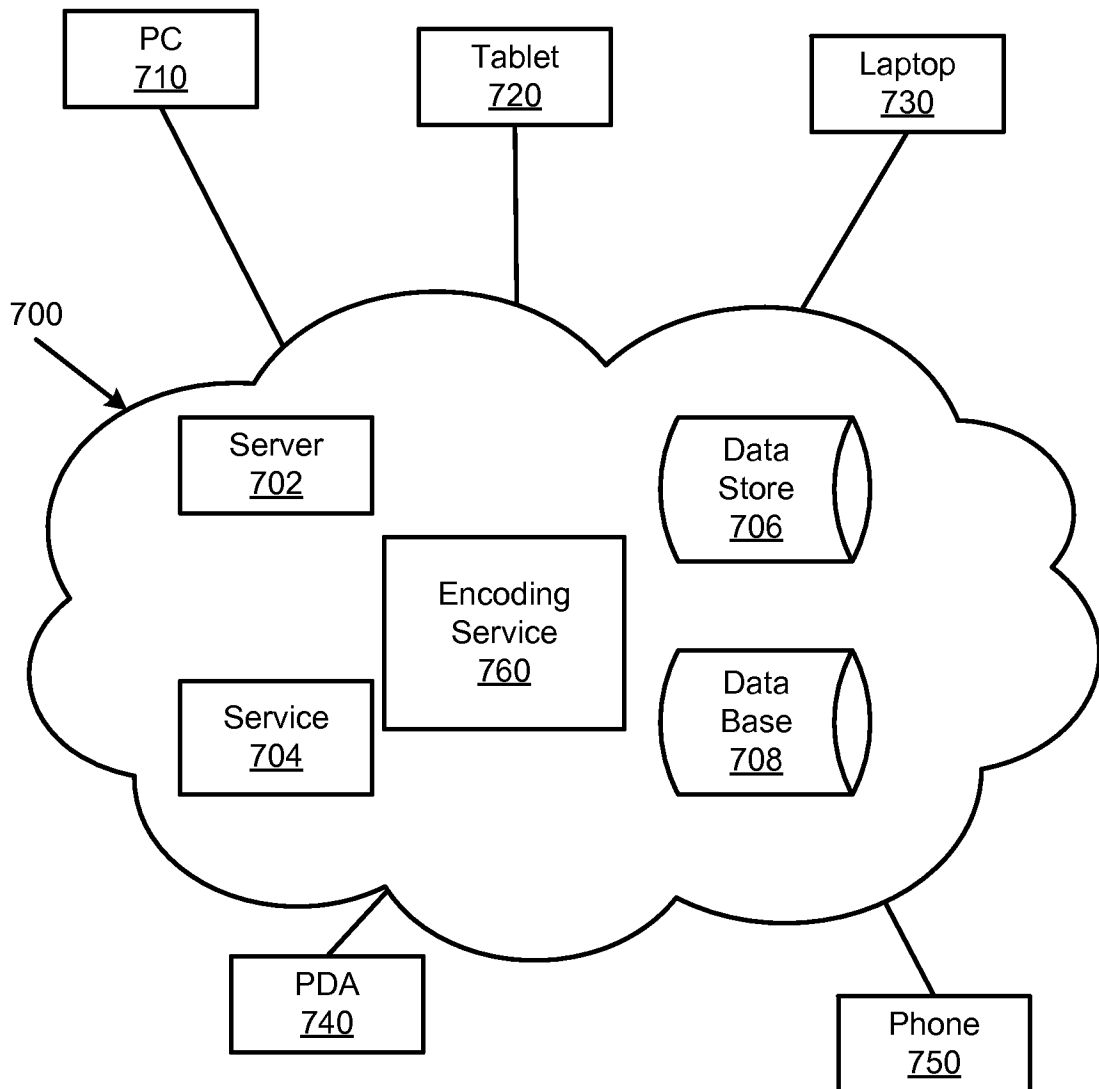 PC
710
Tablet
720
Laptop
730
700
Server
702
Data
Store
706
Encoding
Service
760
Service
704
Data
Base
708
PDA
740
Phone
750